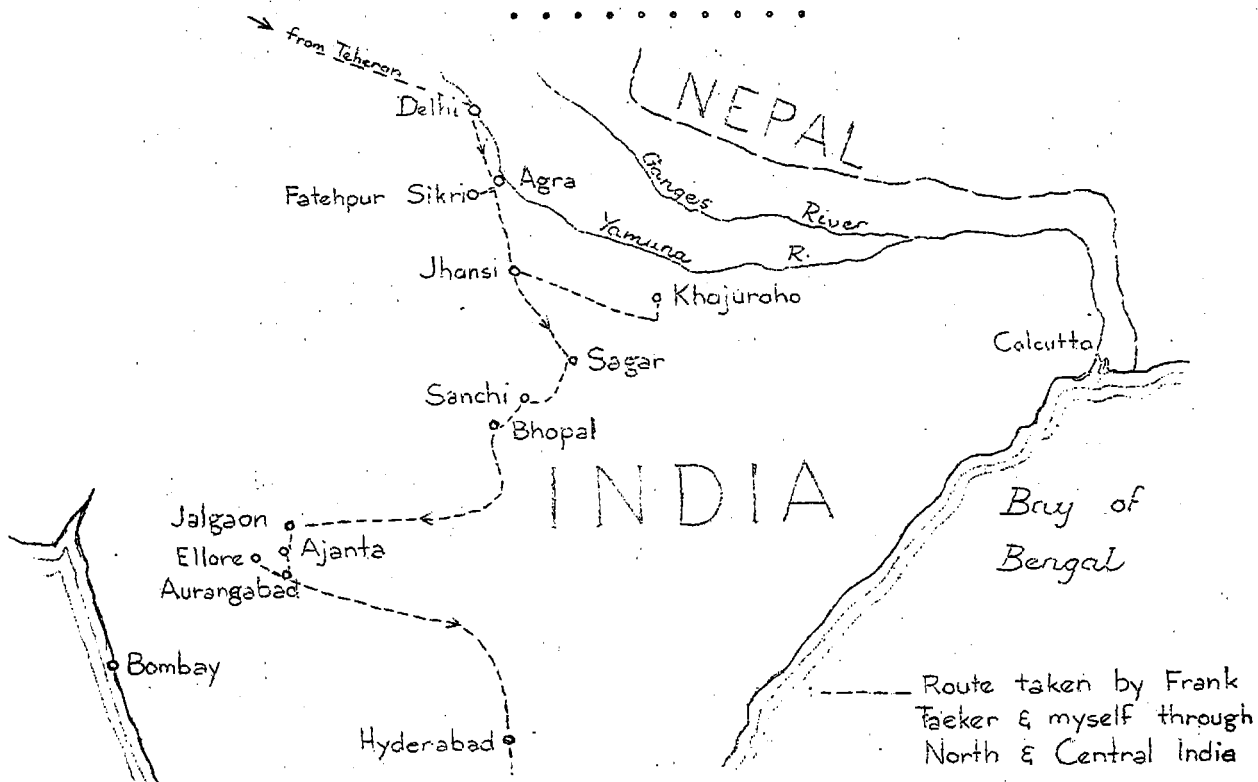 from Teheran
NEPAL
Delhi
Ganges River
Agra
Fatehpur Sikri
Yamuna R.
Jhansi
Khajuraho
Calcutta
Sagar
Sanchi
Bhopal
INDIA
Bay of
Bengal
Jalgaon
Ajanta
Ellore
Aurangabad
Bombay
Route taken by Frank
Tacker & myself through
North & Central India
Hyderabad